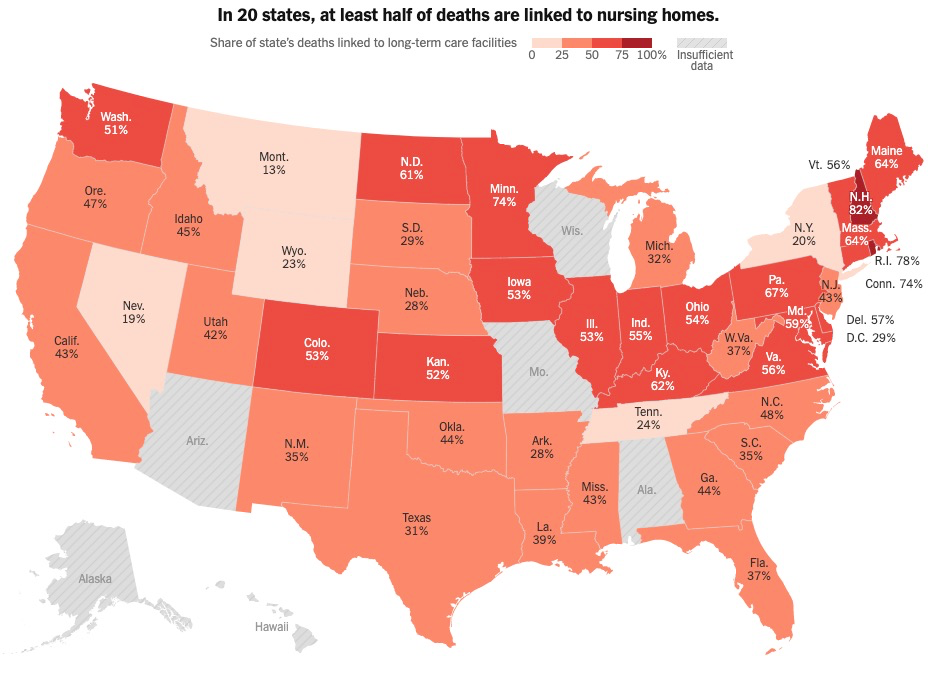 In 20 states, at least half of deaths are linked to nursing homes.
Share of state's deaths linked to long-term care facilities
0 25 50 75 100%
Insufficient
data
Wash.
51%
Mont.
13%
N.D.
61%
Minn.
74%
Maine
64%
Vt. 56%
N.H.
82%
Ore.
47%
Idaho
45%
Wyo.
23%
S.D.
29%
Wis.
Mich.
32%
N.Y.
20%
Mass.
64%
R.I. 78%
Conn. 74%
Nev.
19%
Utah
42%
Colo.
53%
Neb.
28%
Iowa
53%
Ill.
53%
Ind.
55%
Ohio
54%
Pa.
67%
N.J.
43%
Md.
59%
Del. 57%
D.C. 29%
Calif.
43%
Kan.
52%
Mo.
Ky.
62%
W.Va.
37%
Va.
56%
Ariz.
N.M.
35%
Okla.
44%
Ark.
28%
Tenn.
24%
N.C.
48%
S.C.
35%
Texas
31%
La.
39%
Miss.
43%
Ala.
Ga.
44%
Fla.
37%
Alaska
Hawaii